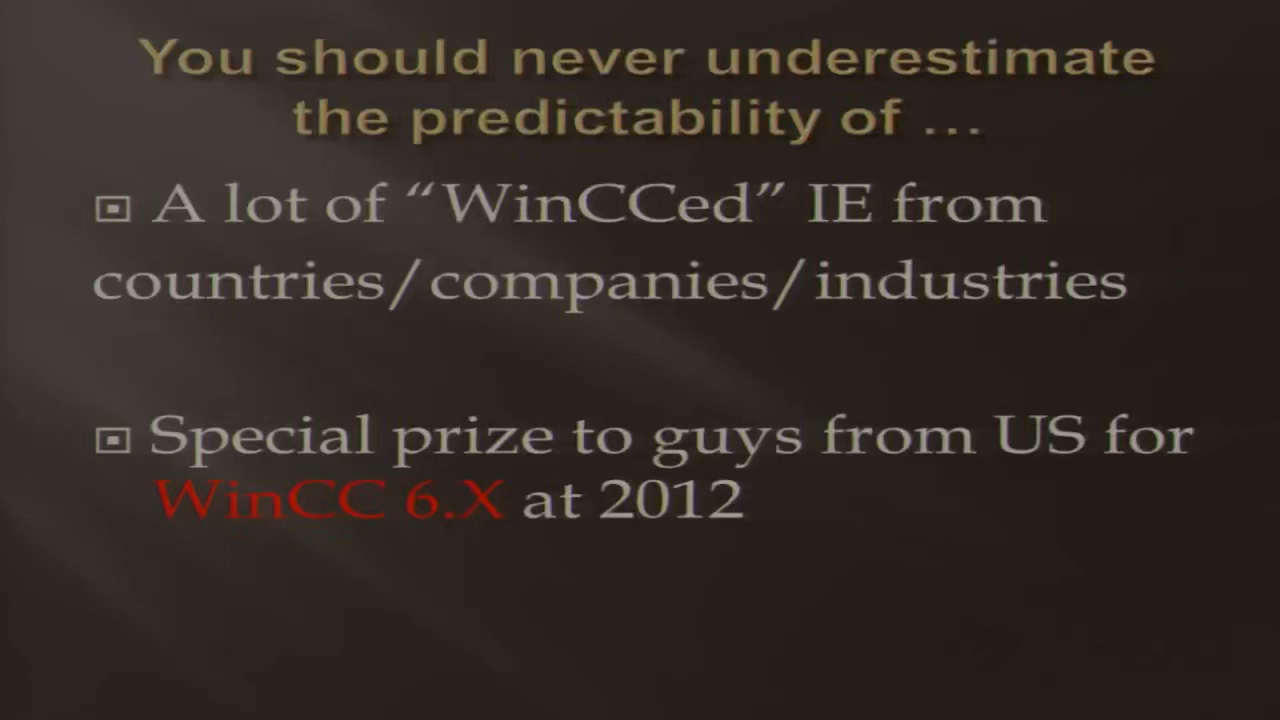 You should never underestimate
the predictability of …
A lot of “WinCCed” IE from
countries/companies/industries
Special prize to guys from US for
WinCC 6.X at 2012